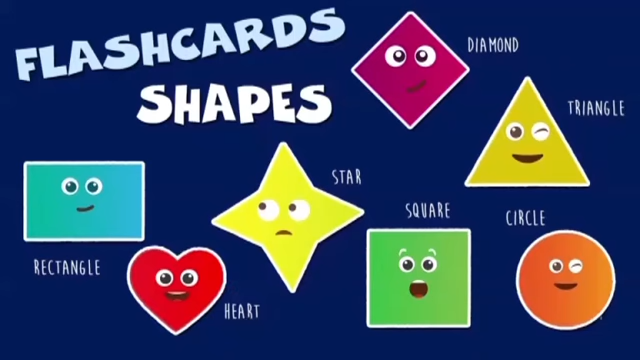 FLASHCARDS
SHAPES
DIAMOND
TRIANGLE
STAR
SQUARE
CIRCLE
RECTANGLE
HEART